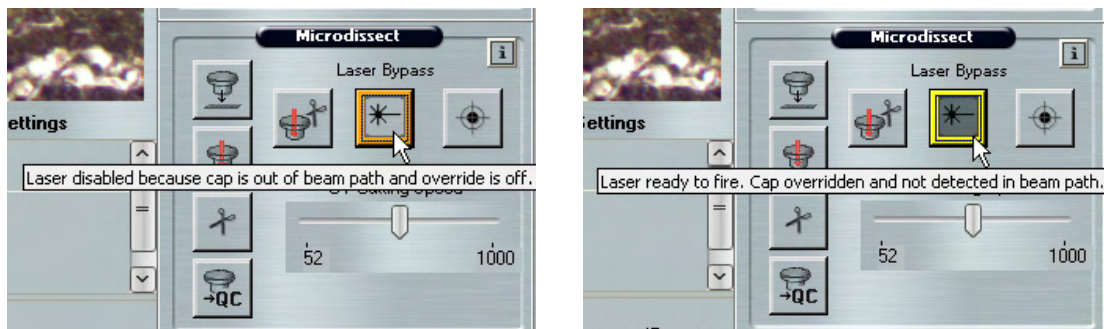 Microdissect
i
Laser Bypass
ettings
Laser disabled because cap is out of beam path and override is off.
52
1000
→QC
Microdissect
i
Laser Bypass
ettings
Laser ready to fire. Cap overridden and not detected in beam path.
52
1000
→QC